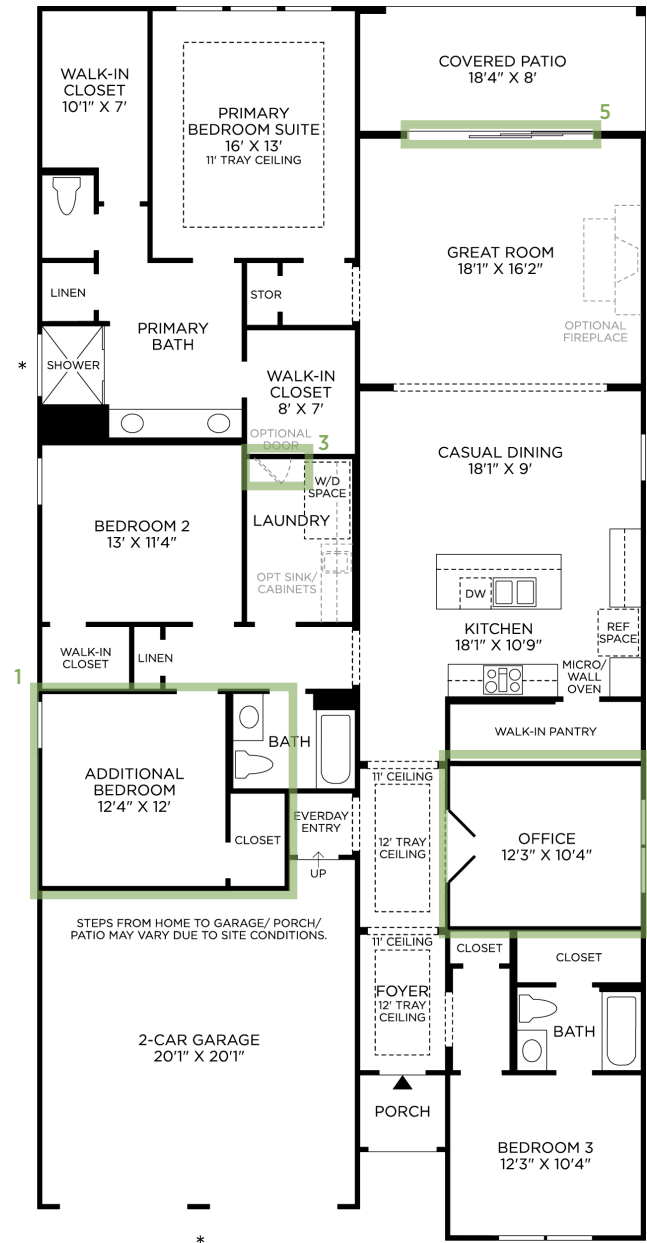 COVERED PATIO
18'4" X 8'
WALK-IN
CLOSET
10'1" X 7'
PRIMARY
BEDROOM SUITE
16' X 13'
11' TRAY CEILING
5
GREAT ROOM
18'1" X 16'2"
OPTIONAL
FIREPLACE
LINEN
STOR
PRIMARY
BATH
*
SHOWER
WALK-IN
CLOSET
8' X 7'
OPTIONAL
DOOR
3
CASUAL DINING
18'1" X 9'
W/D
SPACE
LAUNDRY
BEDROOM 2
13' X 11'4"
OPT SINK/
CABINETS
DW
KITCHEN
18'1" X 10'9"
REF
SPACE
MICRO/
WALL
OVEN
WALK-IN
CLOSET
LINEN
1
WALK-IN PANTRY
BATH
ADDITIONAL
BEDROOM
12'4" X 12'
11' CEILING
EVERDAY
ENTRY
UP
CLOSET
12' TRAY
CEILING
OFFICE
12'3" X 10'4"
STEPS FROM HOME TO GARAGE/ PORCH/
PATIO MAY VARY DUE TO SITE CONDITIONS.
11' CEILING
CLOSET
CLOSET
FOYER
12' TRAY
CEILING
BATH
2-CAR GARAGE
20'1" X 20'1"
PORCH
BEDROOM 3
12'3" X 10'4"
*